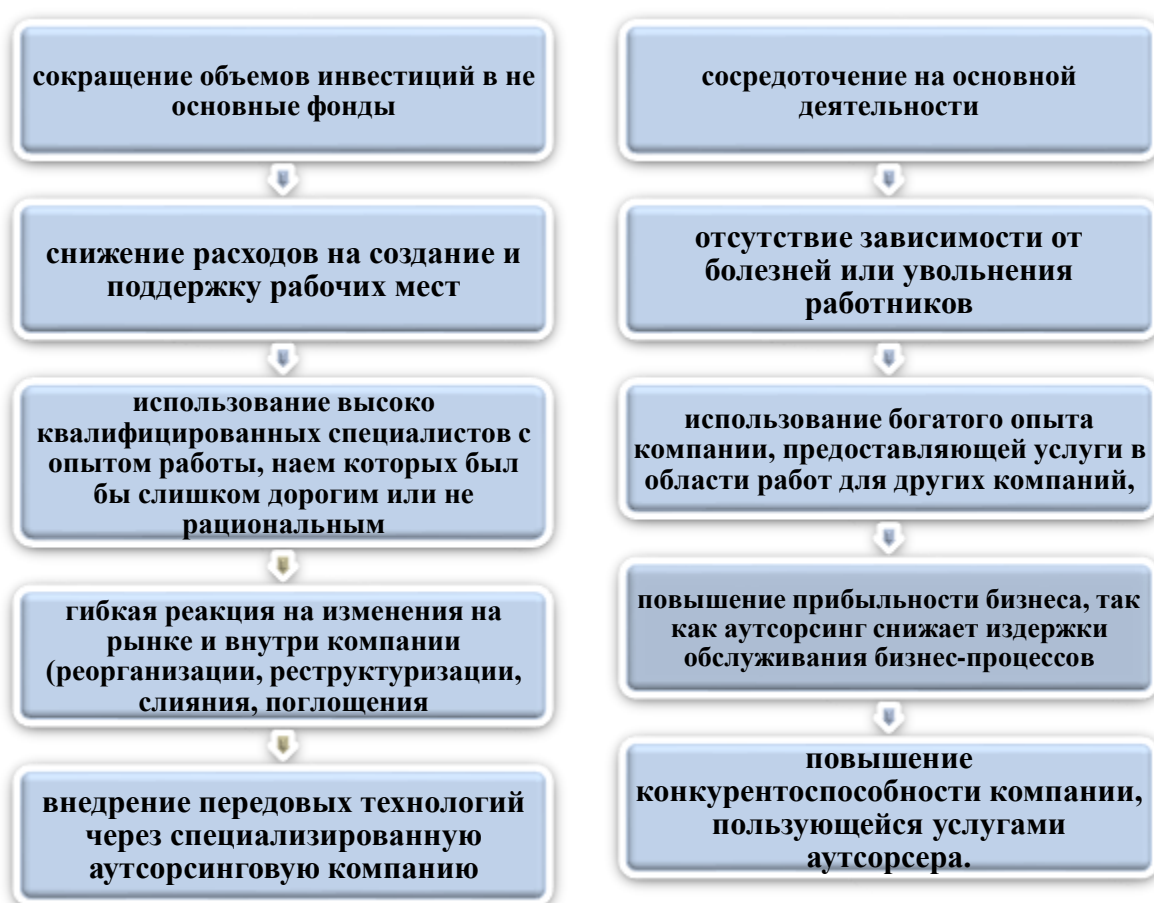 сокращение объемов инвестиций в не
основные фонды
снижение расходов на создание и
поддержку рабочих мест
использование высоко
квалифицированных специалистов с
опытом работы, наем которых был
бы слишком дорогим или не
рациональным
гибкая реакция на изменения на
рынке и внутри компании
(реорганизации, реструктуризации,
слияния, поглощения
внедрение передовых технологий
через специализированную
аутсорсинговую компанию
сосредоточение на основной
деятельности
отсутствие зависимости от
болезней или увольнения
работников
использование богатого опыта
компании, предоставляющей услуги в
области работ для других компаний,
повышение прибыльности бизнеса, так
как аутсорсинг снижает издержки
обслуживания бизнес-процессов
повышение
конкурентоспособности компании,
пользующейся услугами
аутсорсера.